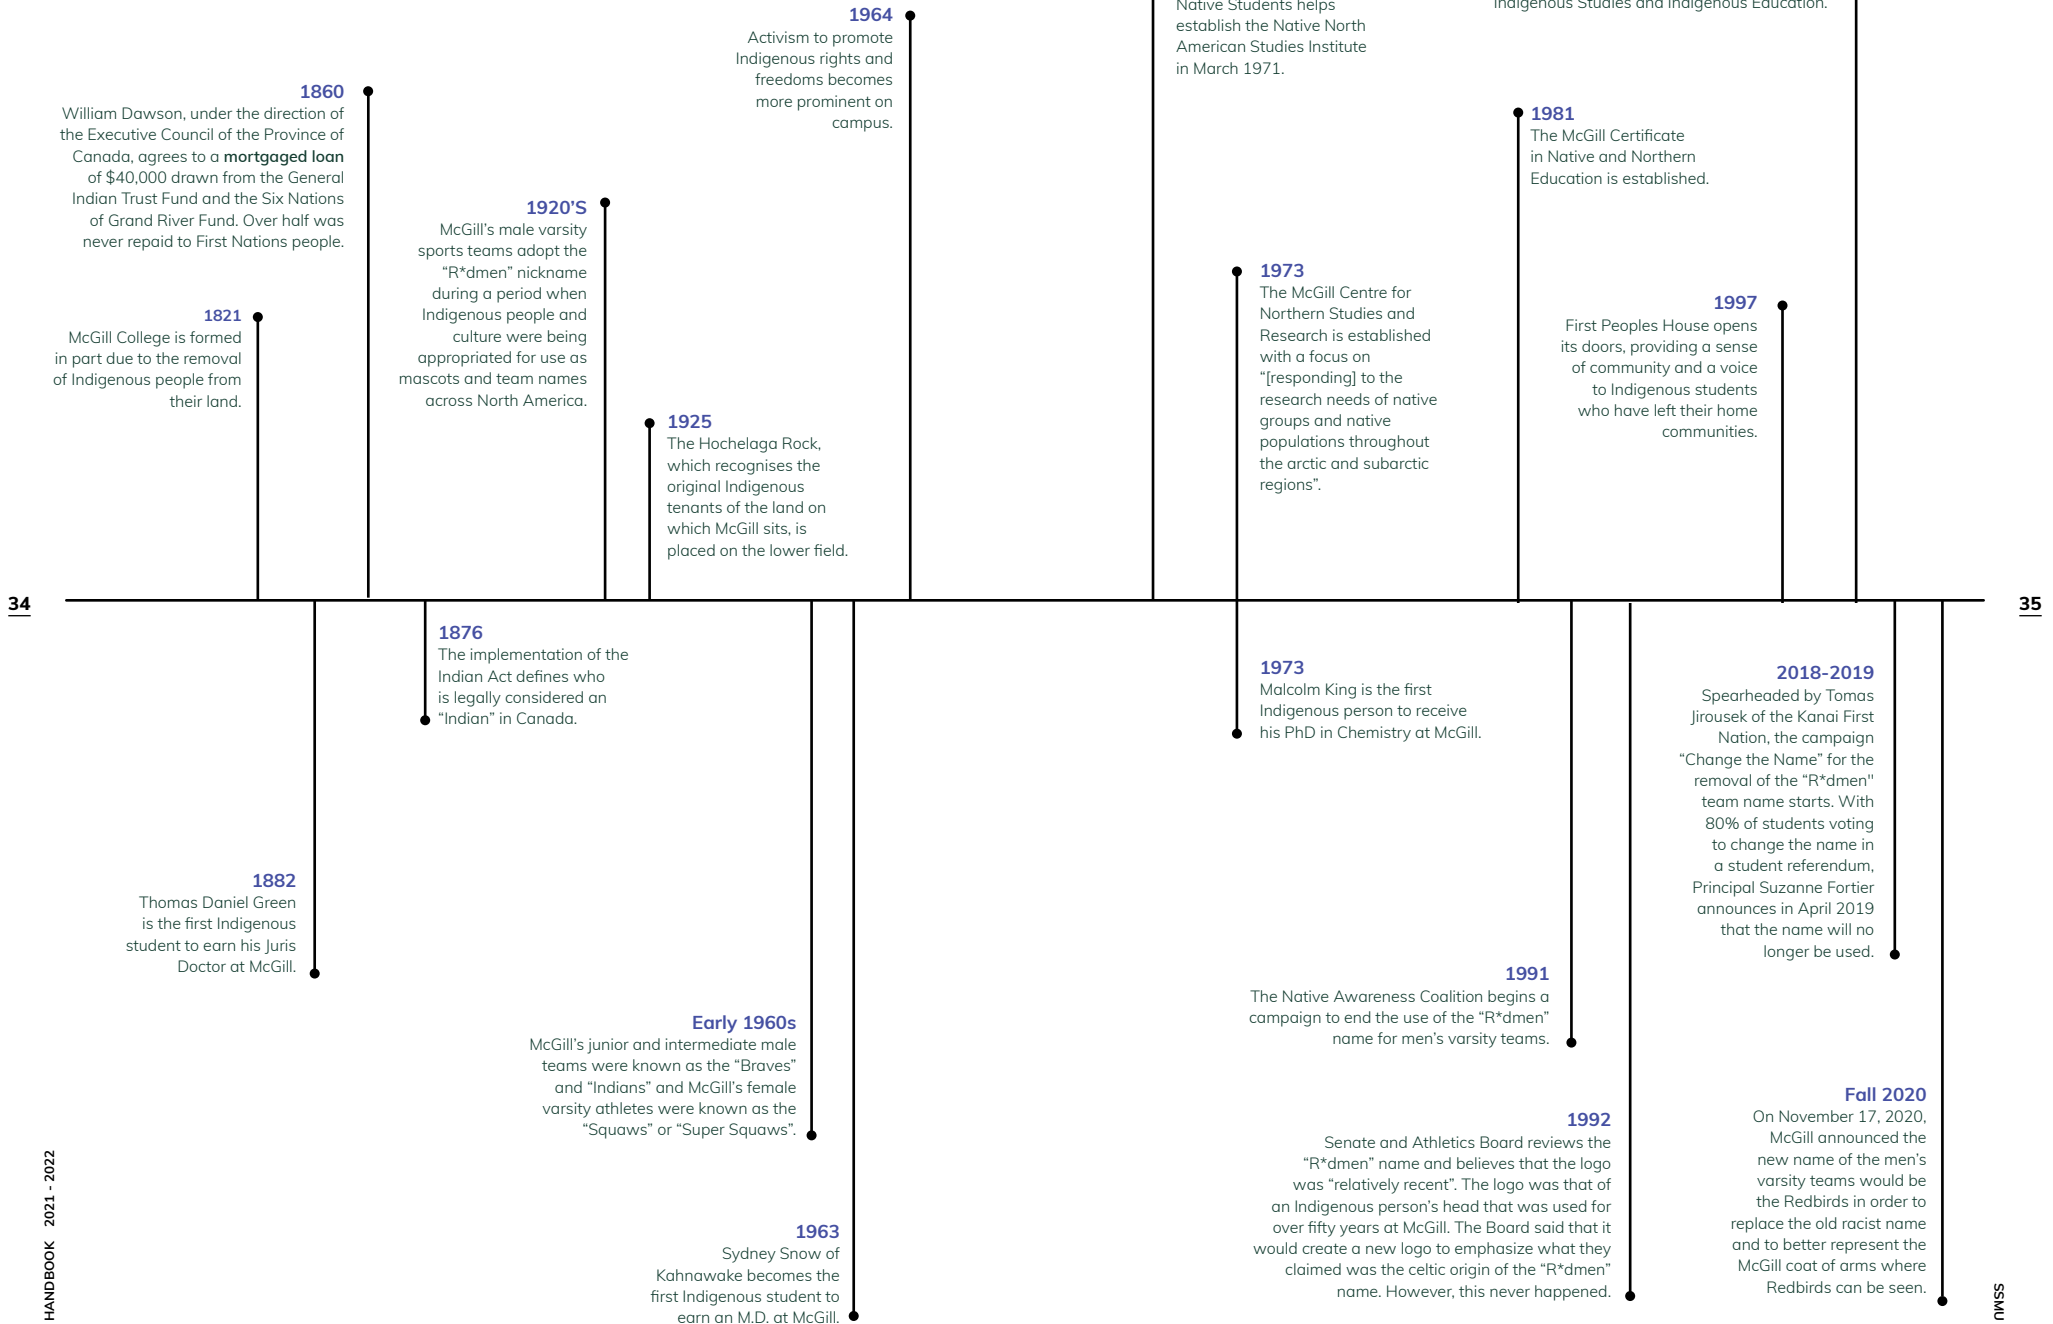 1964
Activism to promote
Indigenous rights and
freedoms becomes
more prominent on
campus.
Native Students helps
establish the Native North
American Studies Institute
in March 1971.
Indigenous Studies and Indigenous Education.
1860
William Dawson, under the direction of
the Executive Council of the Province of
Canada, agrees to a mortgaged loan
of $40,000 drawn from the General
Indian Trust Fund and the Six Nations
of Grand River Fund. Over half was
never repaid to First Nations people.
1981
The McGill Certificate
in Native and Northern
Education is established.
1920’S
McGill’s male varsity
sports teams adopt the
“R*dmen” nickname
during a period when
Indigenous people and
culture were being
appropriated for use as
mascots and team names
across North America.
1973
The McGill Centre for
Northern Studies and
Research is established
with a focus on
“[responding] to the
research needs of native
groups and native
populations throughout
the arctic and subarctic
regions”.
1997
First Peoples House opens
its doors, providing a sense
of community and a voice
to Indigenous students
who have left their home
communities.
1821
McGill College is formed
in part due to the removal
of Indigenous people from
their land.
1925
The Hochelaga Rock,
which recognises the
original Indigenous
tenants of the land on
which McGill sits, is
placed on the lower field.
34
35
1876
The implementation of the
Indian Act defines who
is legally considered an
“Indian” in Canada.
1973
Malcolm King is the first
Indigenous person to receive
his PhD in Chemistry at McGill.
2018-2019
Spearheaded by Tomas
Jirousek of the Kanai First
Nation, the campaign
“Change the Name” for the
removal of the “R*dmen"
team name starts. With
80% of students voting
to change the name in
a student referendum,
Principal Suzanne Fortier
announces in April 2019
that the name will no
longer be used.
1882
Thomas Daniel Green
is the first Indigenous
student to earn his Juris
Doctor at McGill.
1991
The Native Awareness Coalition begins a
campaign to end the use of the “R*dmen”
name for men’s varsity teams.
Early 1960s
McGill’s junior and intermediate male
teams were known as the “Braves”
and “Indians” and McGill’s female
varsity athletes were known as the
“Squaws” or “Super Squaws”.
Fall 2020
On November 17, 2020,
McGill announced the
new name of the men’s
varsity teams would be
the Redbirds in order to
replace the old racist name
and to better represent the
McGill coat of arms where
Redbirds can be seen.
1992
Senate and Athletics Board reviews the
“R*dmen” name and believes that the logo
was “relatively recent”. The logo was that of
an Indigenous person’s head that was used for
over fifty years at McGill. The Board said that it
would create a new logo to emphasize what they
claimed was the celtic origin of the “R*dmen”
name. However, this never happened.
1963
Sydney Snow of
Kahnawake becomes the
first Indigenous student to
earn an M.D. at McGill.
HANDBOOK 2021 - 2022
SSMU